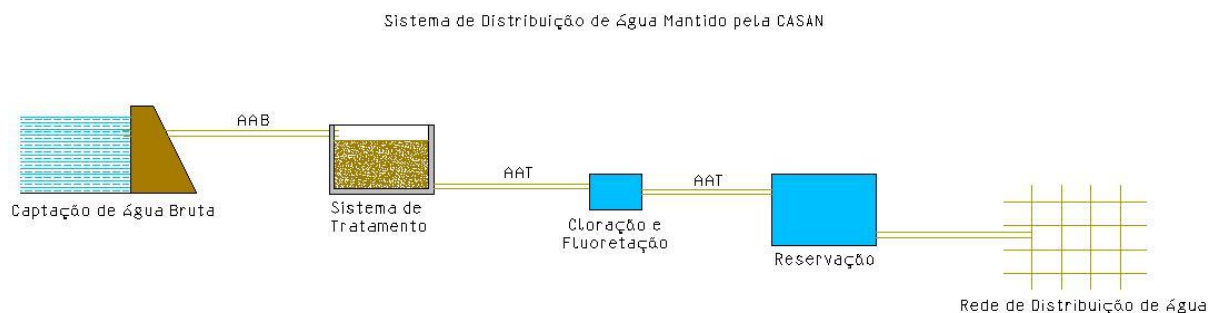 Sistema de Distribuição de Água Mantido pela CASAN
AAB
Captação de Água Bruta
Sistema de
Tratamento
AAT
Cloração e
Fluoretação
AAT
Reservação
Rede de Distribuição de Água